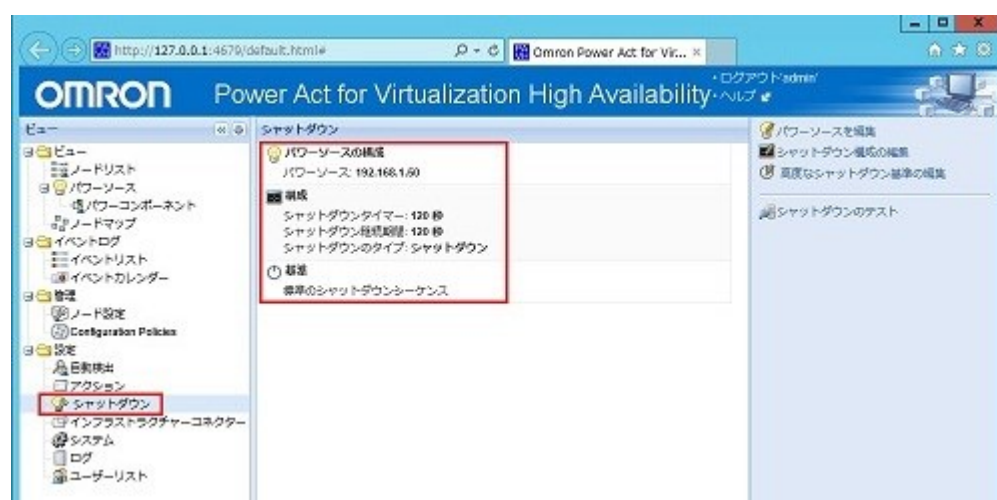 http://127.0.0.1:4679/default.html#
Omron Power Act for Vir...
OMRON
Power Act for Virtualization High Availability
・ログアウト'admin'
・ヘルプ
ビュー
ビュー
ノードリスト
パワーソース
パワーコンポーネント
ノードマップ
イベントログ
イベントリスト
イベントカレンダー
管理
ノード設定
Configuration Policies
設定
自動検出
アクション
シャットダウン
インフラストラクチャーコネクター
システム
ログ
ユーザーリスト
シャットダウン
パワーソースの構成
パワーソース: 192.168.1.50
構成
シャットダウンタイマー: 120 秒
シャットダウン継続期間: 120 秒
シャットダウンのタイプ: シャットダウン
基準
標準のシャットダウンシーケンス
パワーソースを編集
シャットダウン構成の編集
高度なシャットダウン基準の編集
シャットダウンのテスト